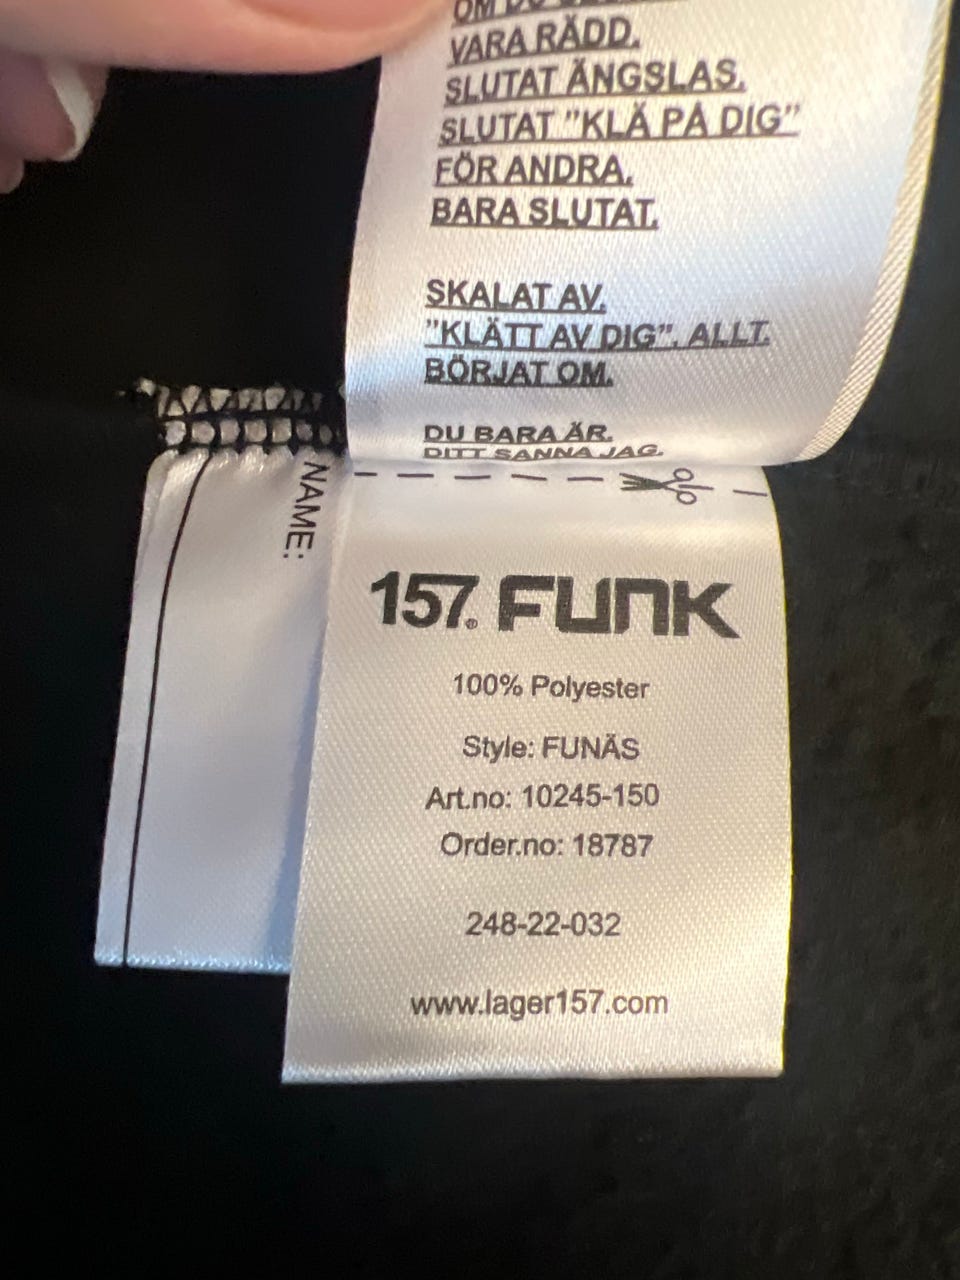 VARA RÄDD.
SLUTAT ÄNGSLAS.
SLUTAT ”KLÄ PÅ DIG”
FÖR ANDRA.
BARA SLUTAT.
SKALAT AV.
”KLÄTT AV DIG”. ALLT.
BÖRJAT OM.
DU BARA ÄR.
DITT SANNA JAG.
NAME:
157® FUNK
100% Polyester
Style: FUNÄS
Art.no: 10245-150
Order.no: 18787
248-22-032
www.lager157.com